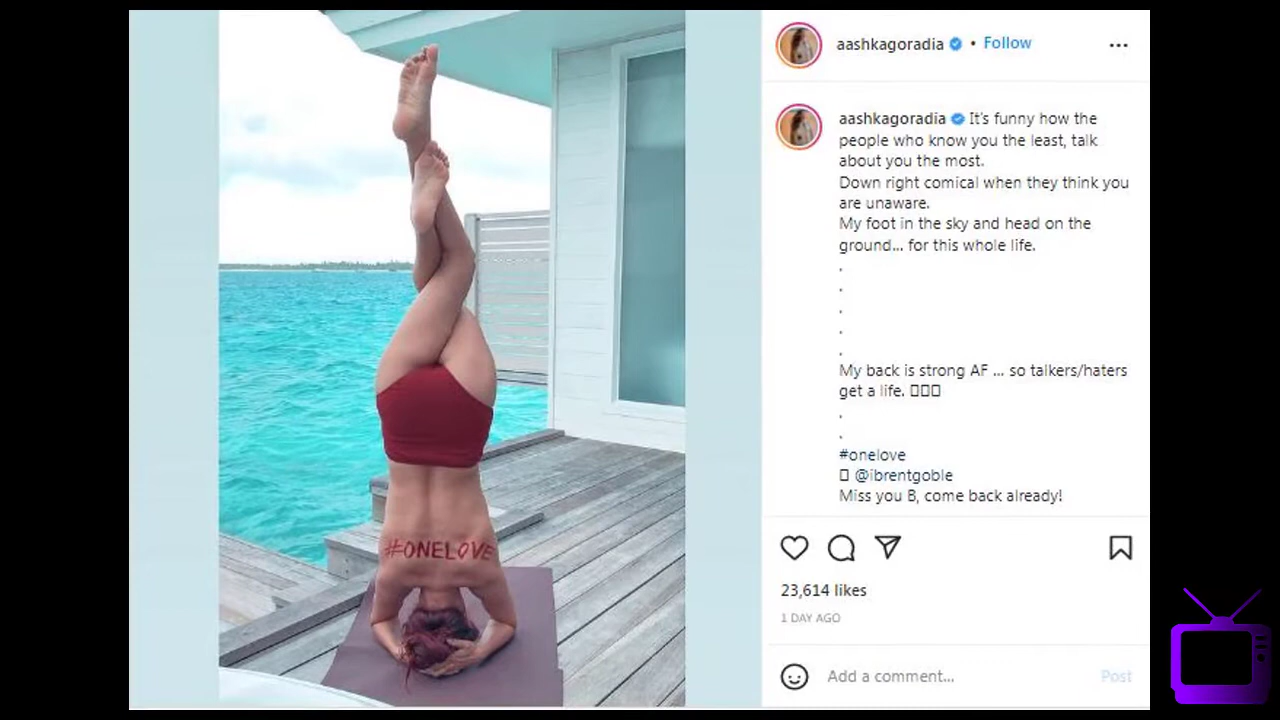 aashkagoradia • Follow
aashkagoradia It's funny how the
people who know you the least, talk
about you the most.
Down right comical when they think you
are unaware.
My foot in the sky and head on the
ground... for this whole life.
.
.
.
.
.
My back is strong AF ... so talkers/haters
get a life. 
.
.
#onelove
@ibrentgoble
Miss you B, come back already!
23,614 likes
1 DAY AGO
Add a comment... Post
#ONELOVE